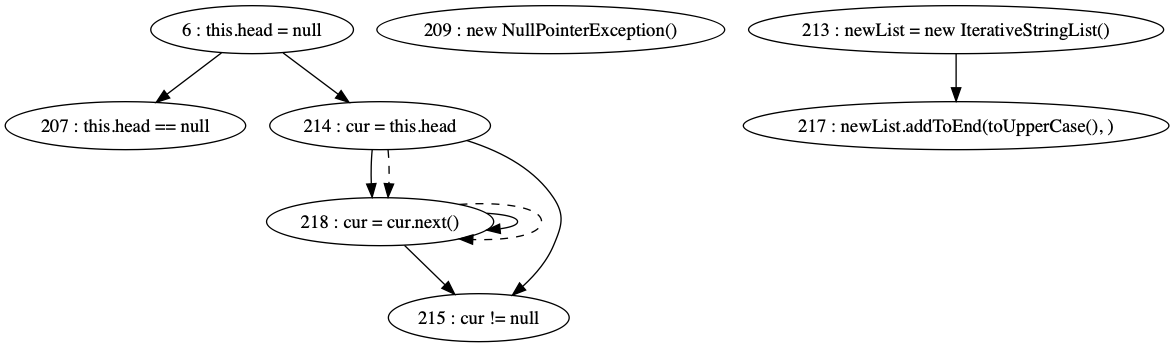 6 : this.head = null
209 : new NullPointerException()
213 : newList = new IterativeStringList()
207 : this.head == null
214 : cur = this.head
217 : newList.addToEnd(toUpperCase(), )
218 : cur = cur.next()
215 : cur != null